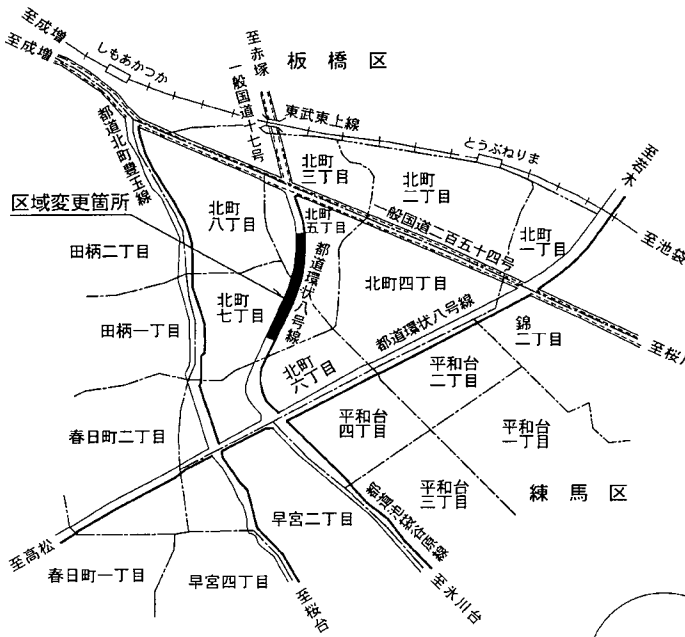 至成増
至成増
しもあかつか
至赤塚
一般国道十七号
板橋区
東武東上線
とうぶねりま
至若木
至池袋
都道北町豊玉線
区域変更箇所
北町
三丁目
北町
二丁目
北町
一丁目
北町
八丁目
北町
五丁目
一般国道二百五十四号
田柄二丁目
都道環状八号線
北町四丁目
北町
七丁目
田柄一丁目
都道環状八号線
錦
二丁目
至桜川
北町
六丁目
平和台
二丁目
春日町二丁目
平和台
四丁目
平和台
一丁目
平和台
三丁目
練馬区
都道池袋谷原線
早宮二丁目
至高松
春日町一丁目
早宮四丁目
至桜台
至氷川台